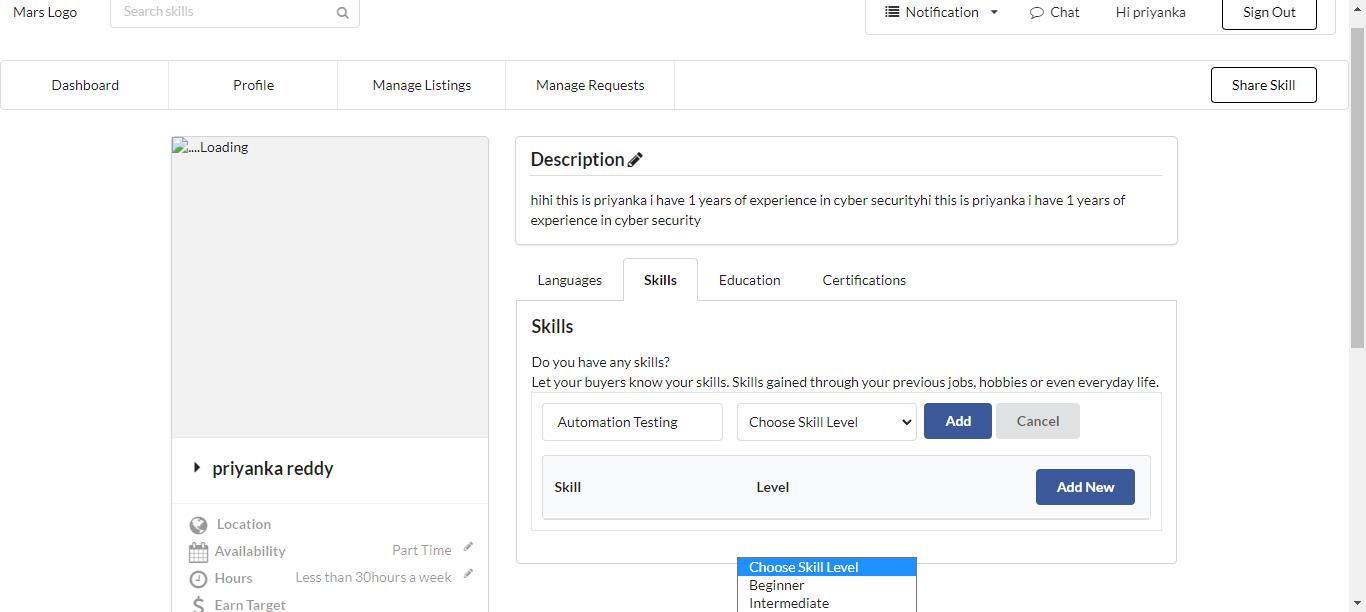 Mars Logo
Search skills
Notification
Chat
Hi priyanka
Sign Out
Dashboard
Profile
Manage Listings
Manage Requests
Share Skill
....Loading
Description
hihi this is priyanka i have 1 years of experience in cyber securityhi this is priyanka i have 1 years of
experience in cyber security
Languages
Skills
Education
Certifications
Skills
Do you have any skills?
Let your buyers know your skills. Skills gained through your previous jobs, hobbies or even everyday life.
Automation Testing
Choose Skill Level
Add
Cancel
Skill
Level
Add New
Choose Skill Level
Beginner
Intermediate
priyanka reddy
Location
Availability
Part Time
Hours
Less than 30hours a week
Earn Target